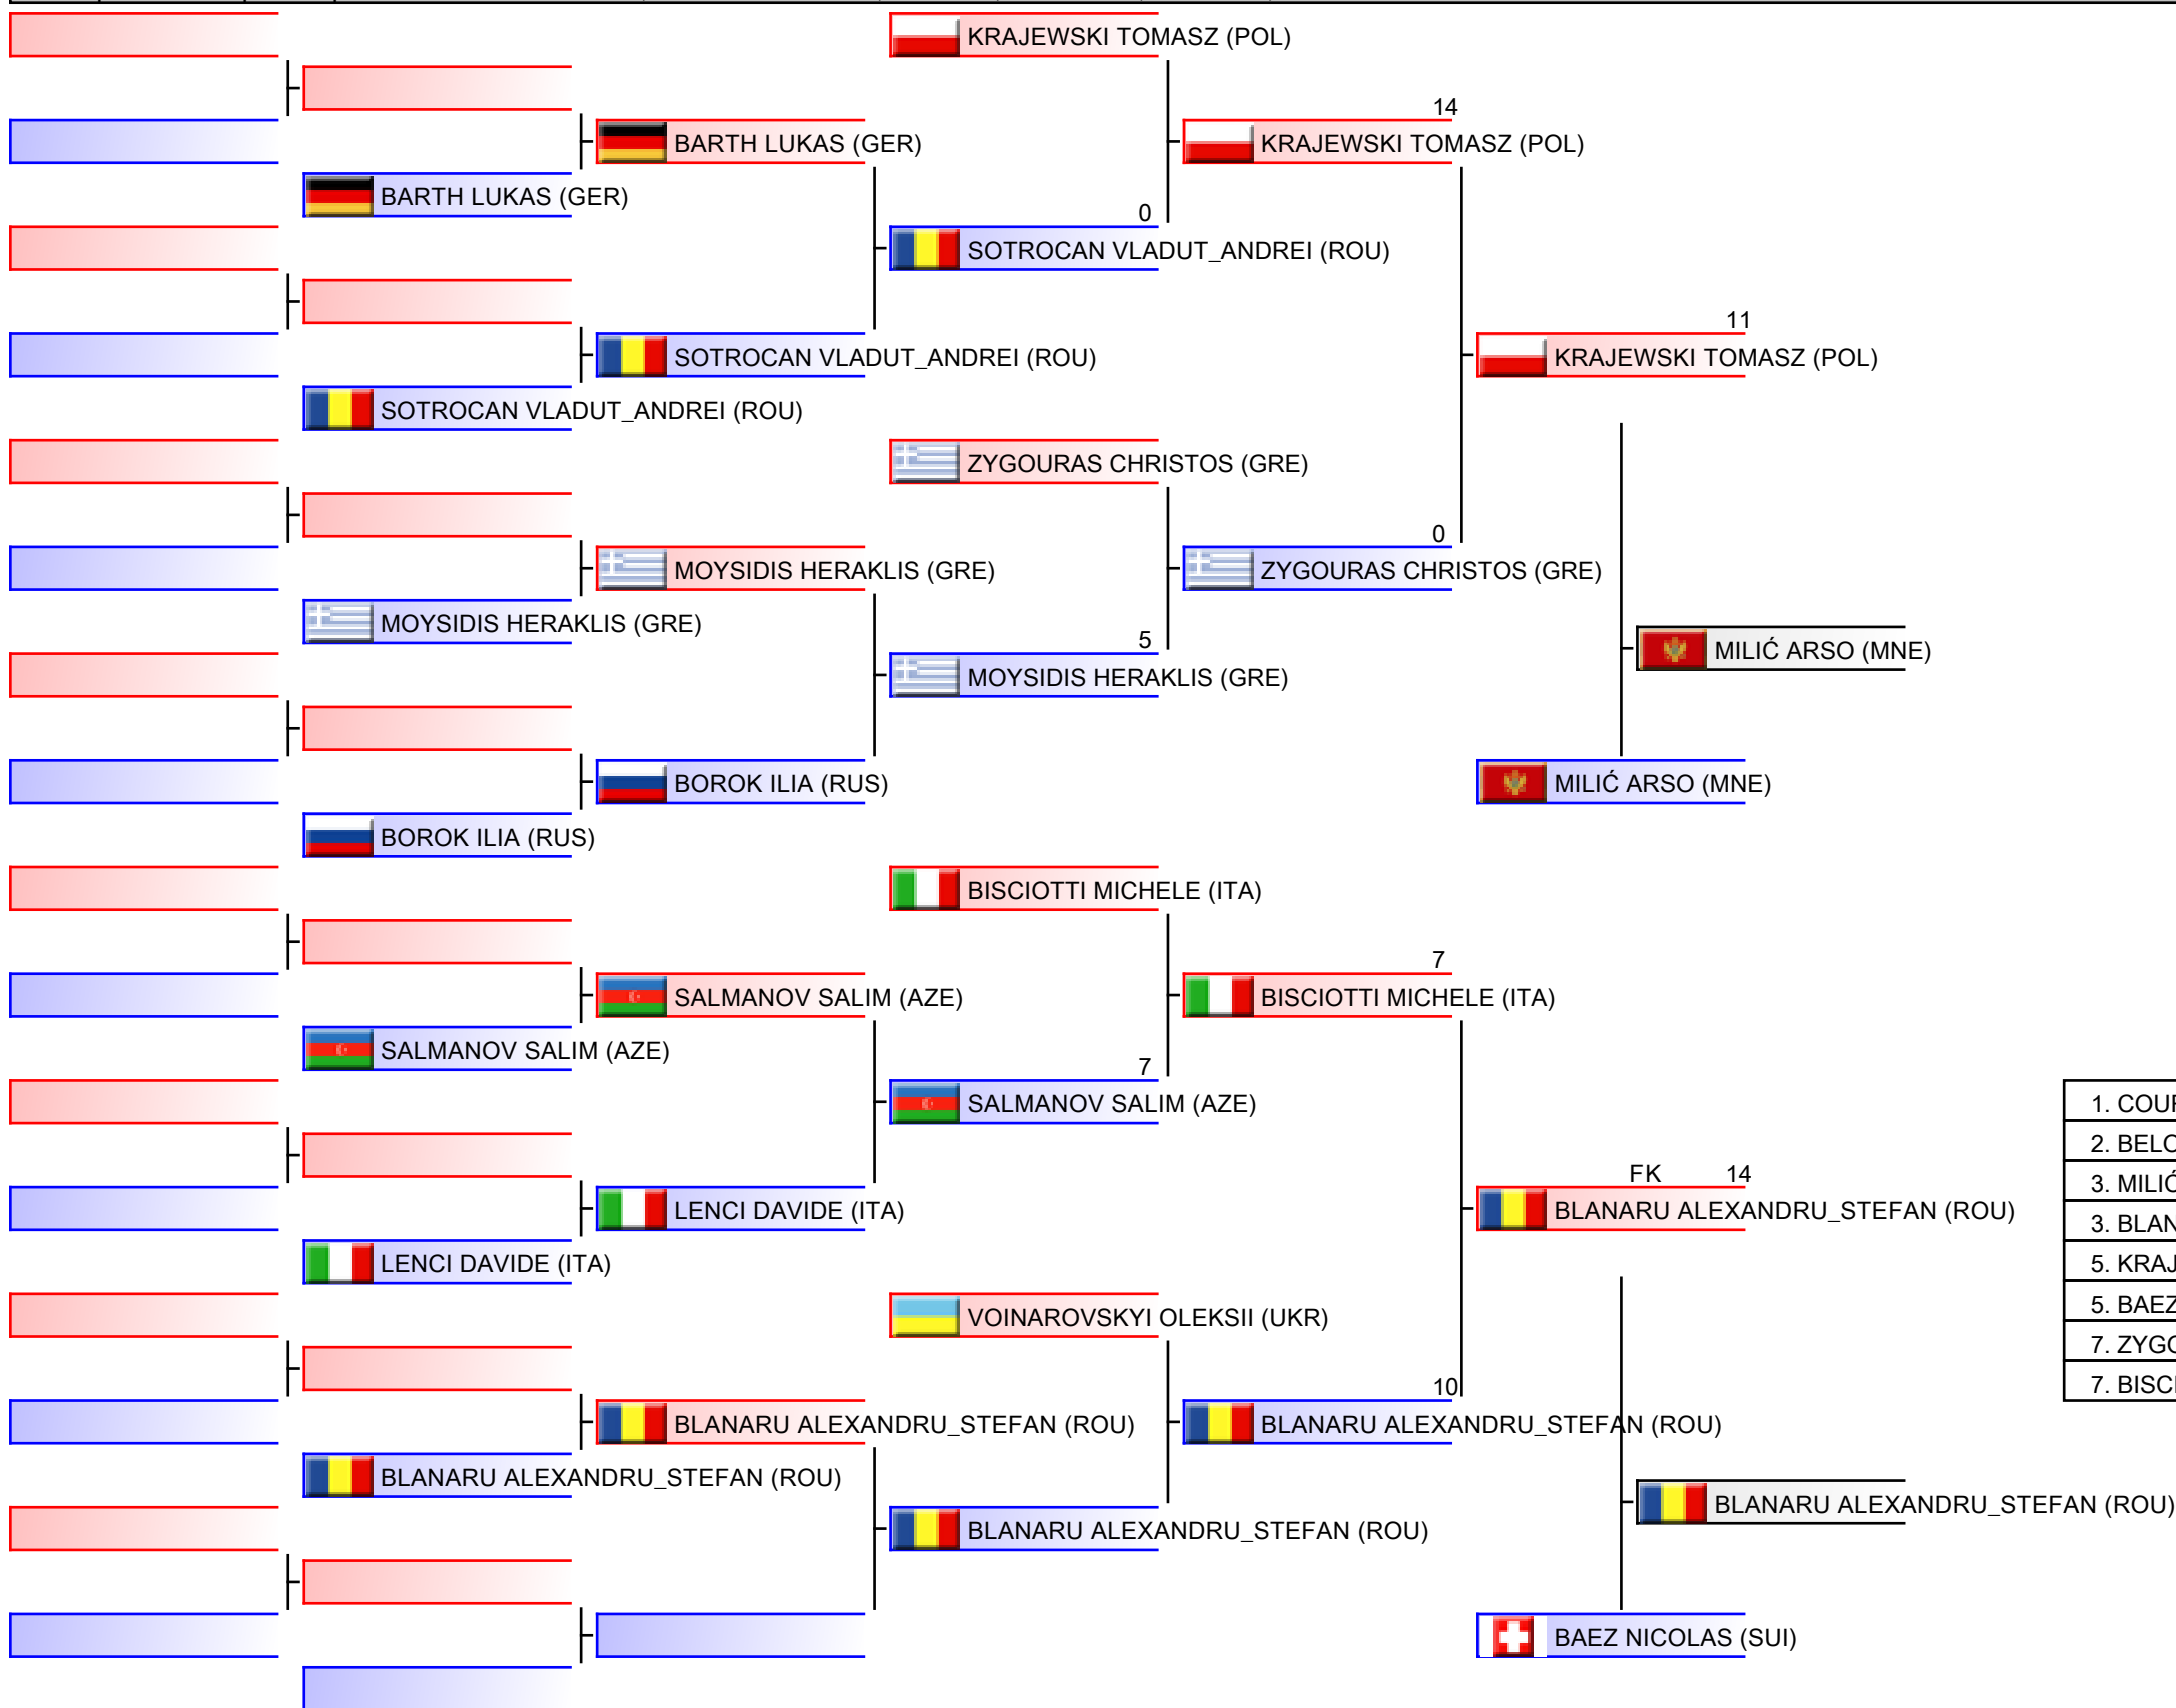 KRAJEWSKI TOMASZ (POL)
14
BARTH LUKAS (GER)
KRAJEWSKI TOMASZ (POL)
BARTH LUKAS (GER)
0
SOTROCAN VLADUT_ANDREI (ROU)
11
SOTROCAN VLADUT_ANDREI (ROU)
KRAJEWSKI TOMASZ (POL)
SOTROCAN VLADUT_ANDREI (ROU)
ZYGOURAS CHRISTOS (GRE)
0
MOYSIDIS HERAKLIS (GRE)
ZYGOURAS CHRISTOS (GRE)
MOYSIDIS HERAKLIS (GRE)
5
MILIĆ ARSO (MNE)
MOYSIDIS HERAKLIS (GRE)
BOROK ILIA (RUS)
MILIĆ ARSO (MNE)
BOROK ILIA (RUS)
BISCIOTTI MICHELE (ITA)
7
SALMANOV SALIM (AZE)
BISCIOTTI MICHELE (ITA)
SALMANOV SALIM (AZE)
7
SALMANOV SALIM (AZE)
1. COUR
2. BELO
3. MILIĆ
FK 14
LENCI DAVIDE (ITA)
BLANARU ALEXANDRU_STEFAN (ROU)
3. BLAN
LENCI DAVIDE (ITA)
5. KRAJ
VOINAROVSKYI OLEKSII (UKR)
5. BAEZ
7. ZYGO
10
7. BISCI
BLANARU ALEXANDRU_STEFAN (ROU)
BLANARU ALEXANDRU_STEFAN (ROU)
BLANARU ALEXANDRU_STEFAN (ROU)
BLANARU ALEXANDRU_STEFAN (ROU)
BLANARU ALEXANDRU_STEFAN (ROU)
BAEZ NICOLAS (SUI)